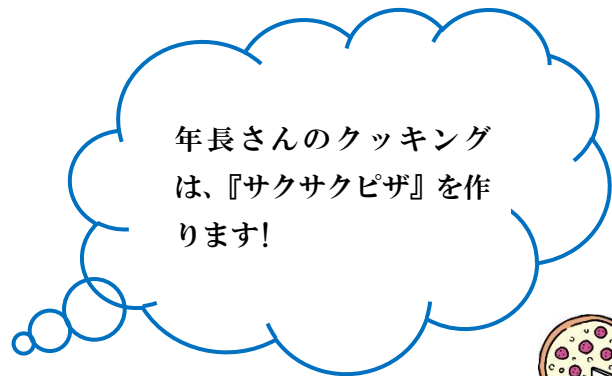 年長さんのクッキング
は、『サクサクピザ』を作
ります!